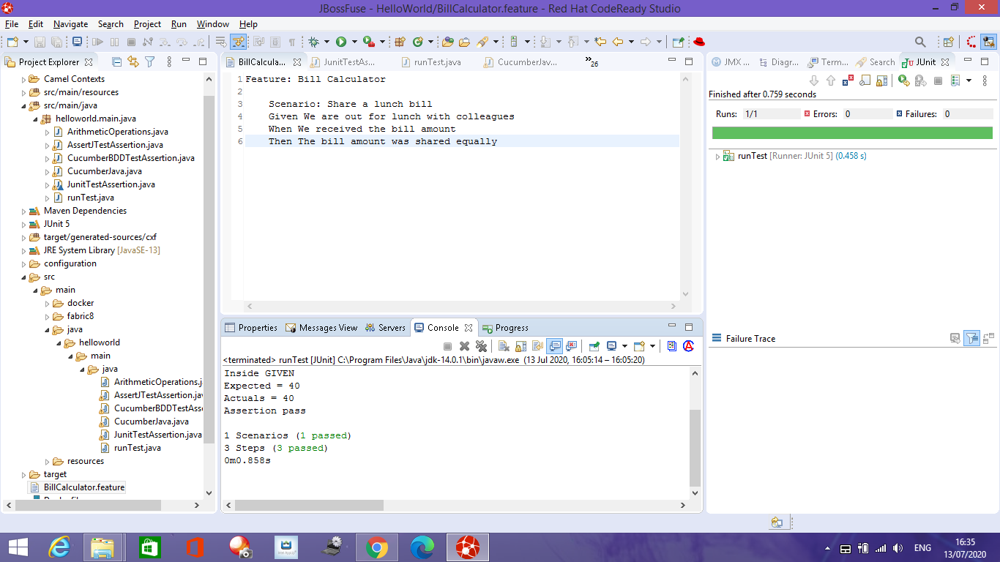 JBossFuse - HelloWorld/BillCalculator.feature - Red Hat CodeReady Studio
File Edit Navigate Search Project Run Window Help
Project Explorer
Camel Contexts
src/main/resources
src/main/java
helloworld.main.java
ArithmeticOperations.java
AssertJTestAssertion.java
CucumberBDDTestAssertion.java
CucumberJava.java
JunitTestAssertion.java
runTest.java
Maven Dependencies
JUnit 5
target/generated-sources/cxf
JRE System Library [JavaSE-13]
configuration
src
main
docker
fabric8
java
helloworld
main
java
ArithmeticOperations.j
AssertJTestAssertion.jav
CucumberBDDTestAsse
CucumberJava.java
JunitTestAssertion.java
runTest.java
resources
target
BillCalculator.feature
BillCalcula... JunitTestAs... runTest.java CucumberJav... »26
1 Feature: Bill Calculator
2
3 Scenario: Share a lunch bill
4 Given We are out for lunch with colleagues
5 When We received the bill amount
6 Then The bill amount was shared equally
Properties Messages View Servers Console Progress
<terminated> runTest [JUnit] C:\Program Files\Java\jdk-14.0.1\bin\javaw.exe (13 Jul 2020, 16:05:14 – 16:05:20)
Inside GIVEN
Expected = 40
Actuals = 40
Assertion pass
1 Scenarios (1 passed)
3 Steps (3 passed)
0m0.858s
JMX ... Diagr... Term... Search JUnit
Finished after 0.759 seconds
Runs: 1/1 Errors: 0 Failures: 0
runTest [Runner: JUnit 5] (0.458 s)
Failure Trace
ENG
16:35
13/07/2020